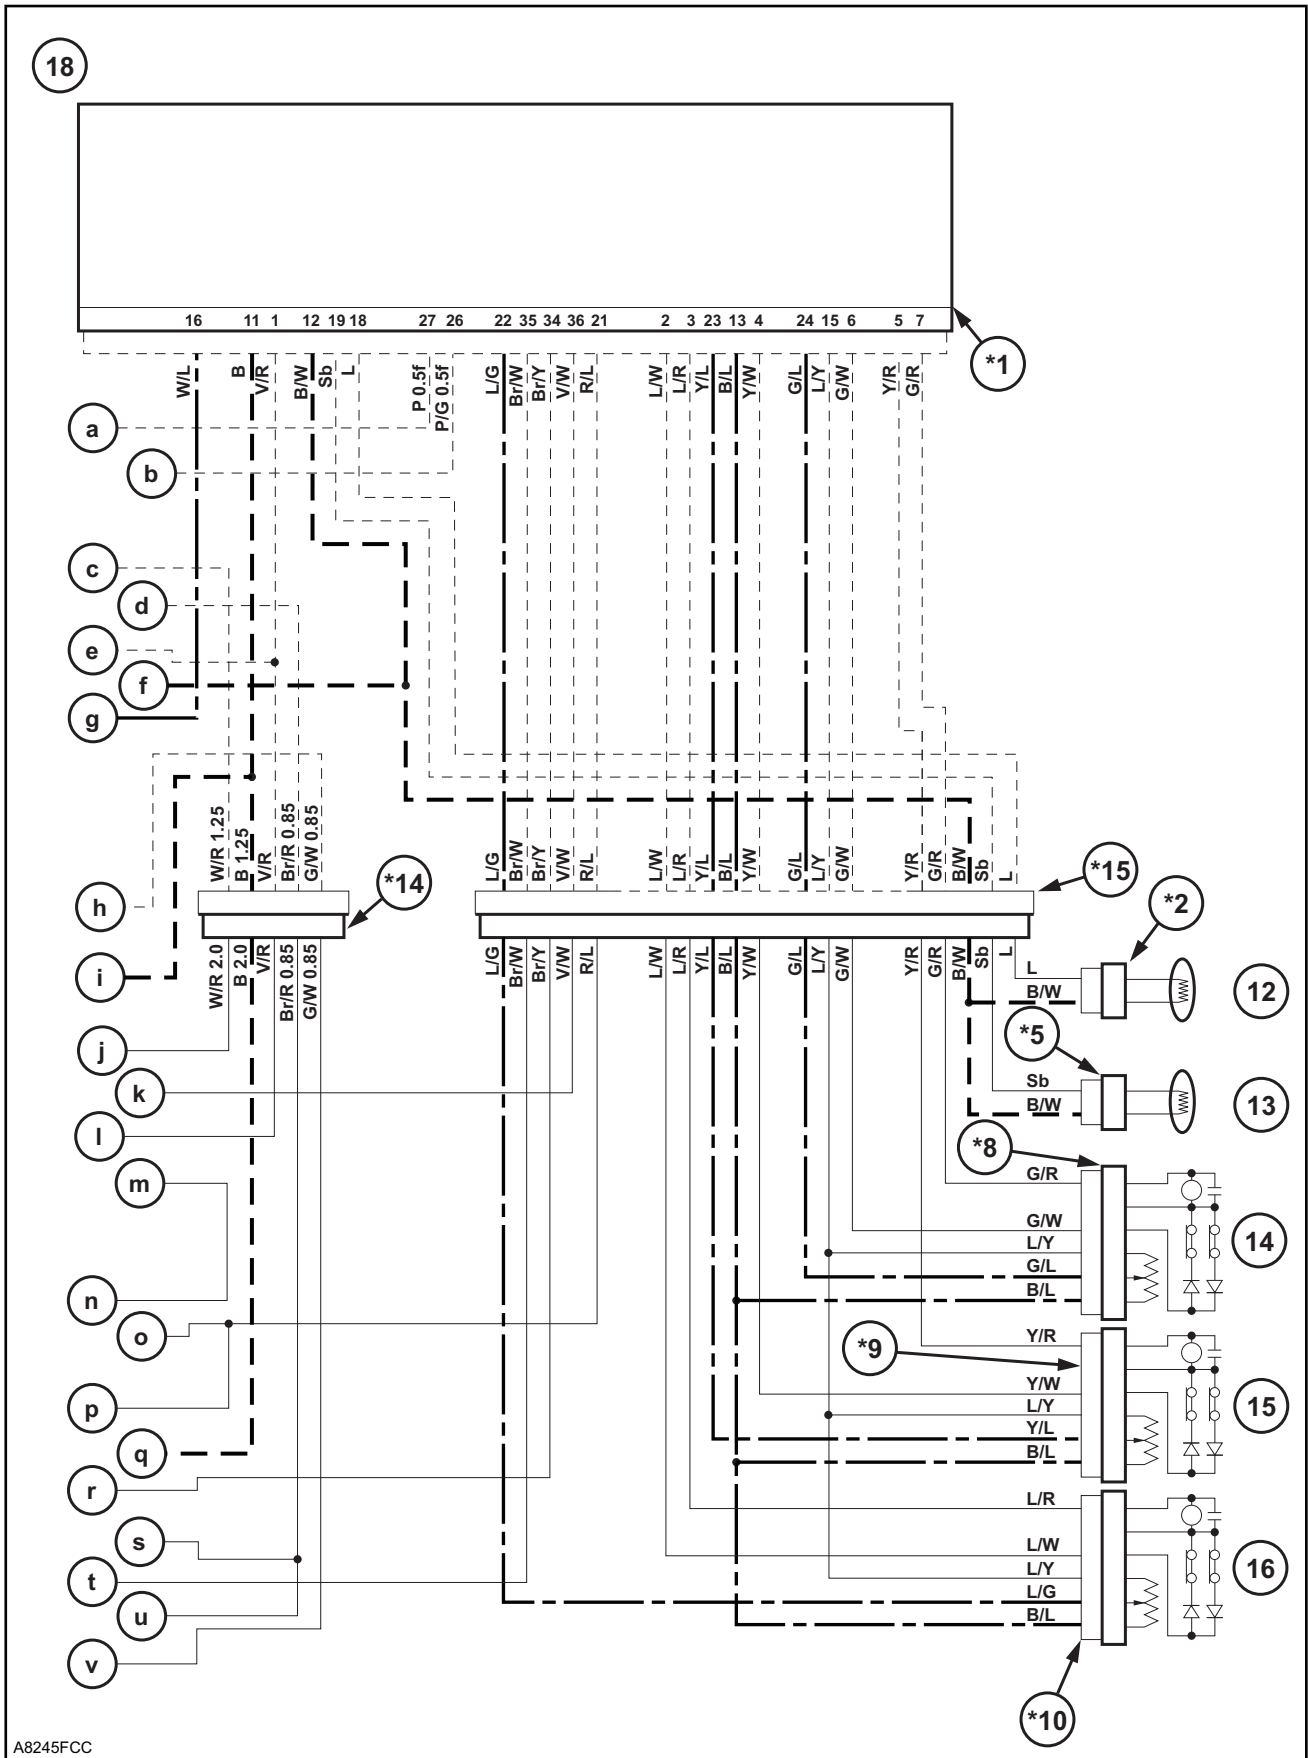 18
16 11 1 12 19 18 27 26 22 35 34 36 21 2 3 23 13 4 24 15 6 5 7
*1
W/L B V/R B/W Sb L P 0.5f P/G 0.5f L/G Br/W Br/Y V/W R/L L/W L/R Y/L B/L Y/W G/L L/Y G/W Y/R G/R
a
b
c
d
e
f
g
W/R 1.25 B 1.25 V/R Br/R 0.85 G/W 0.85 L/G Br/W Br/Y V/W R/L L/W L/R Y/L B/L Y/W G/L L/Y G/W Y/R G/R B/W Sb L
*14
*15
*2
h
W/R 2.0 B 2.0 V/R Br/R 0.85 G/W 0.85 L/G Br/W Br/Y V/W R/L L/W L/R Y/L B/L Y/W G/L L/Y G/W Y/R G/R B/W Sb L
i
L
B/W
12
*5
j
k
Sb
B/W
13
l
*8
m
G/R
G/W
L/Y
G/L
B/L
14
n
o
*9
Y/R
Y/W
L/Y
Y/L
B/L
15
p
q
r
L/R
L/W
L/Y
L/G
B/L
16
s
t
u
v
*10
A8245FCC